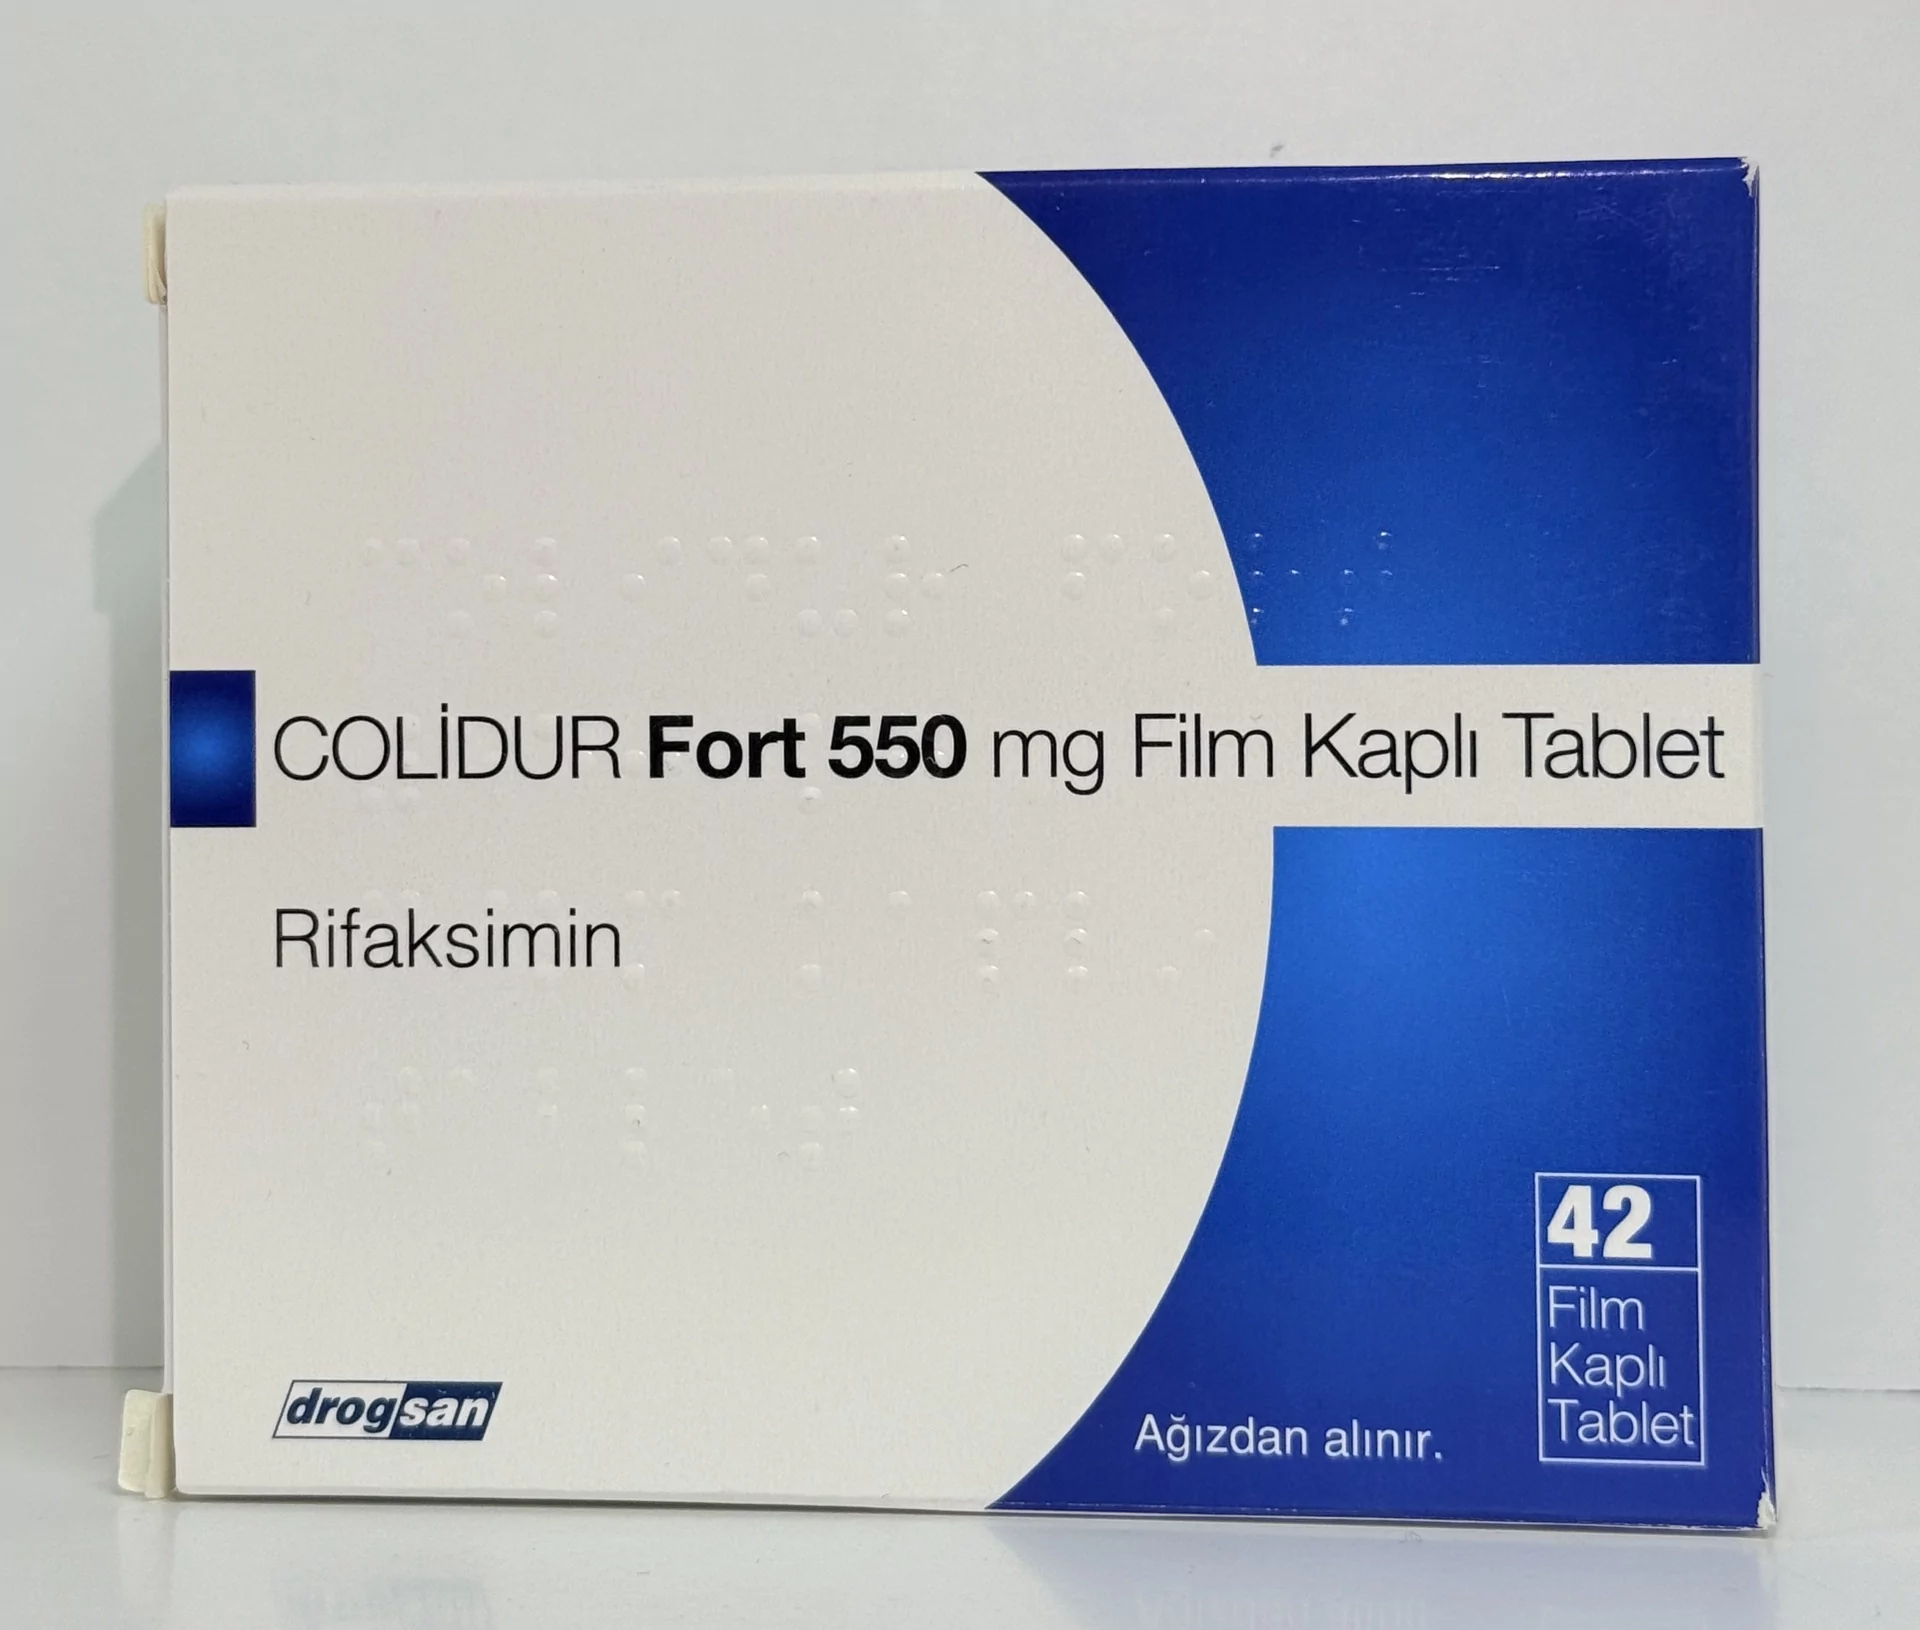 COLİDUR Fort 550 mg Film Kaplı Tablet
Rifaksimin
42
Film
Kaplı
Tablet
Ağızdan alınır.
drogsan